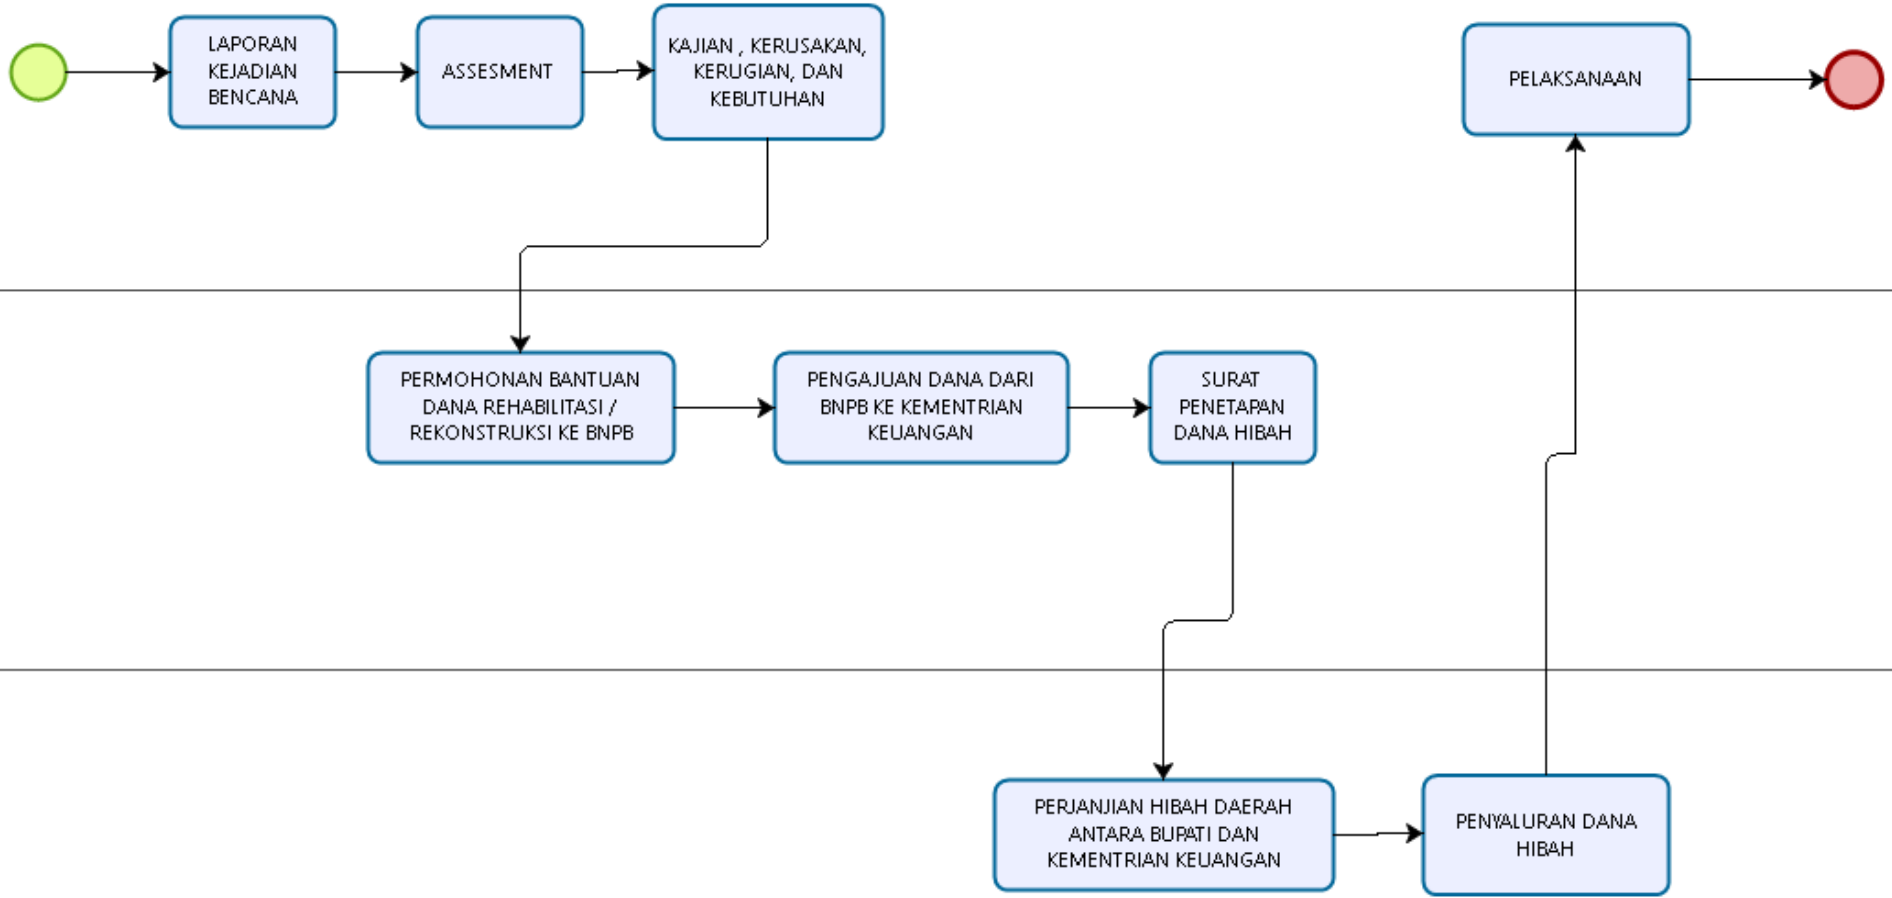 LAPORAN
KEJADIAN
BENCANA
ASSESMENT
KAJIAN , KERUSAKAN,
KERUGIAN, DAN
KEBUTUHAN
PELAKSANAAN
PERMOHONAN BANTUAN
DANA REHABILITASI /
REKONSTRUKSI KE BNPB
PENGAJUAN DANA DARI
BNPB KE KEMENTRIAN
KEUANGAN
SURAT
PENETAPAN
DANA HIBAH
PERJANJIAN HIBAH DAERAH
ANTARA BUPATI DAN
KEMENTRIAN KEUANGAN
PENYALURAN DANA
HIBAH